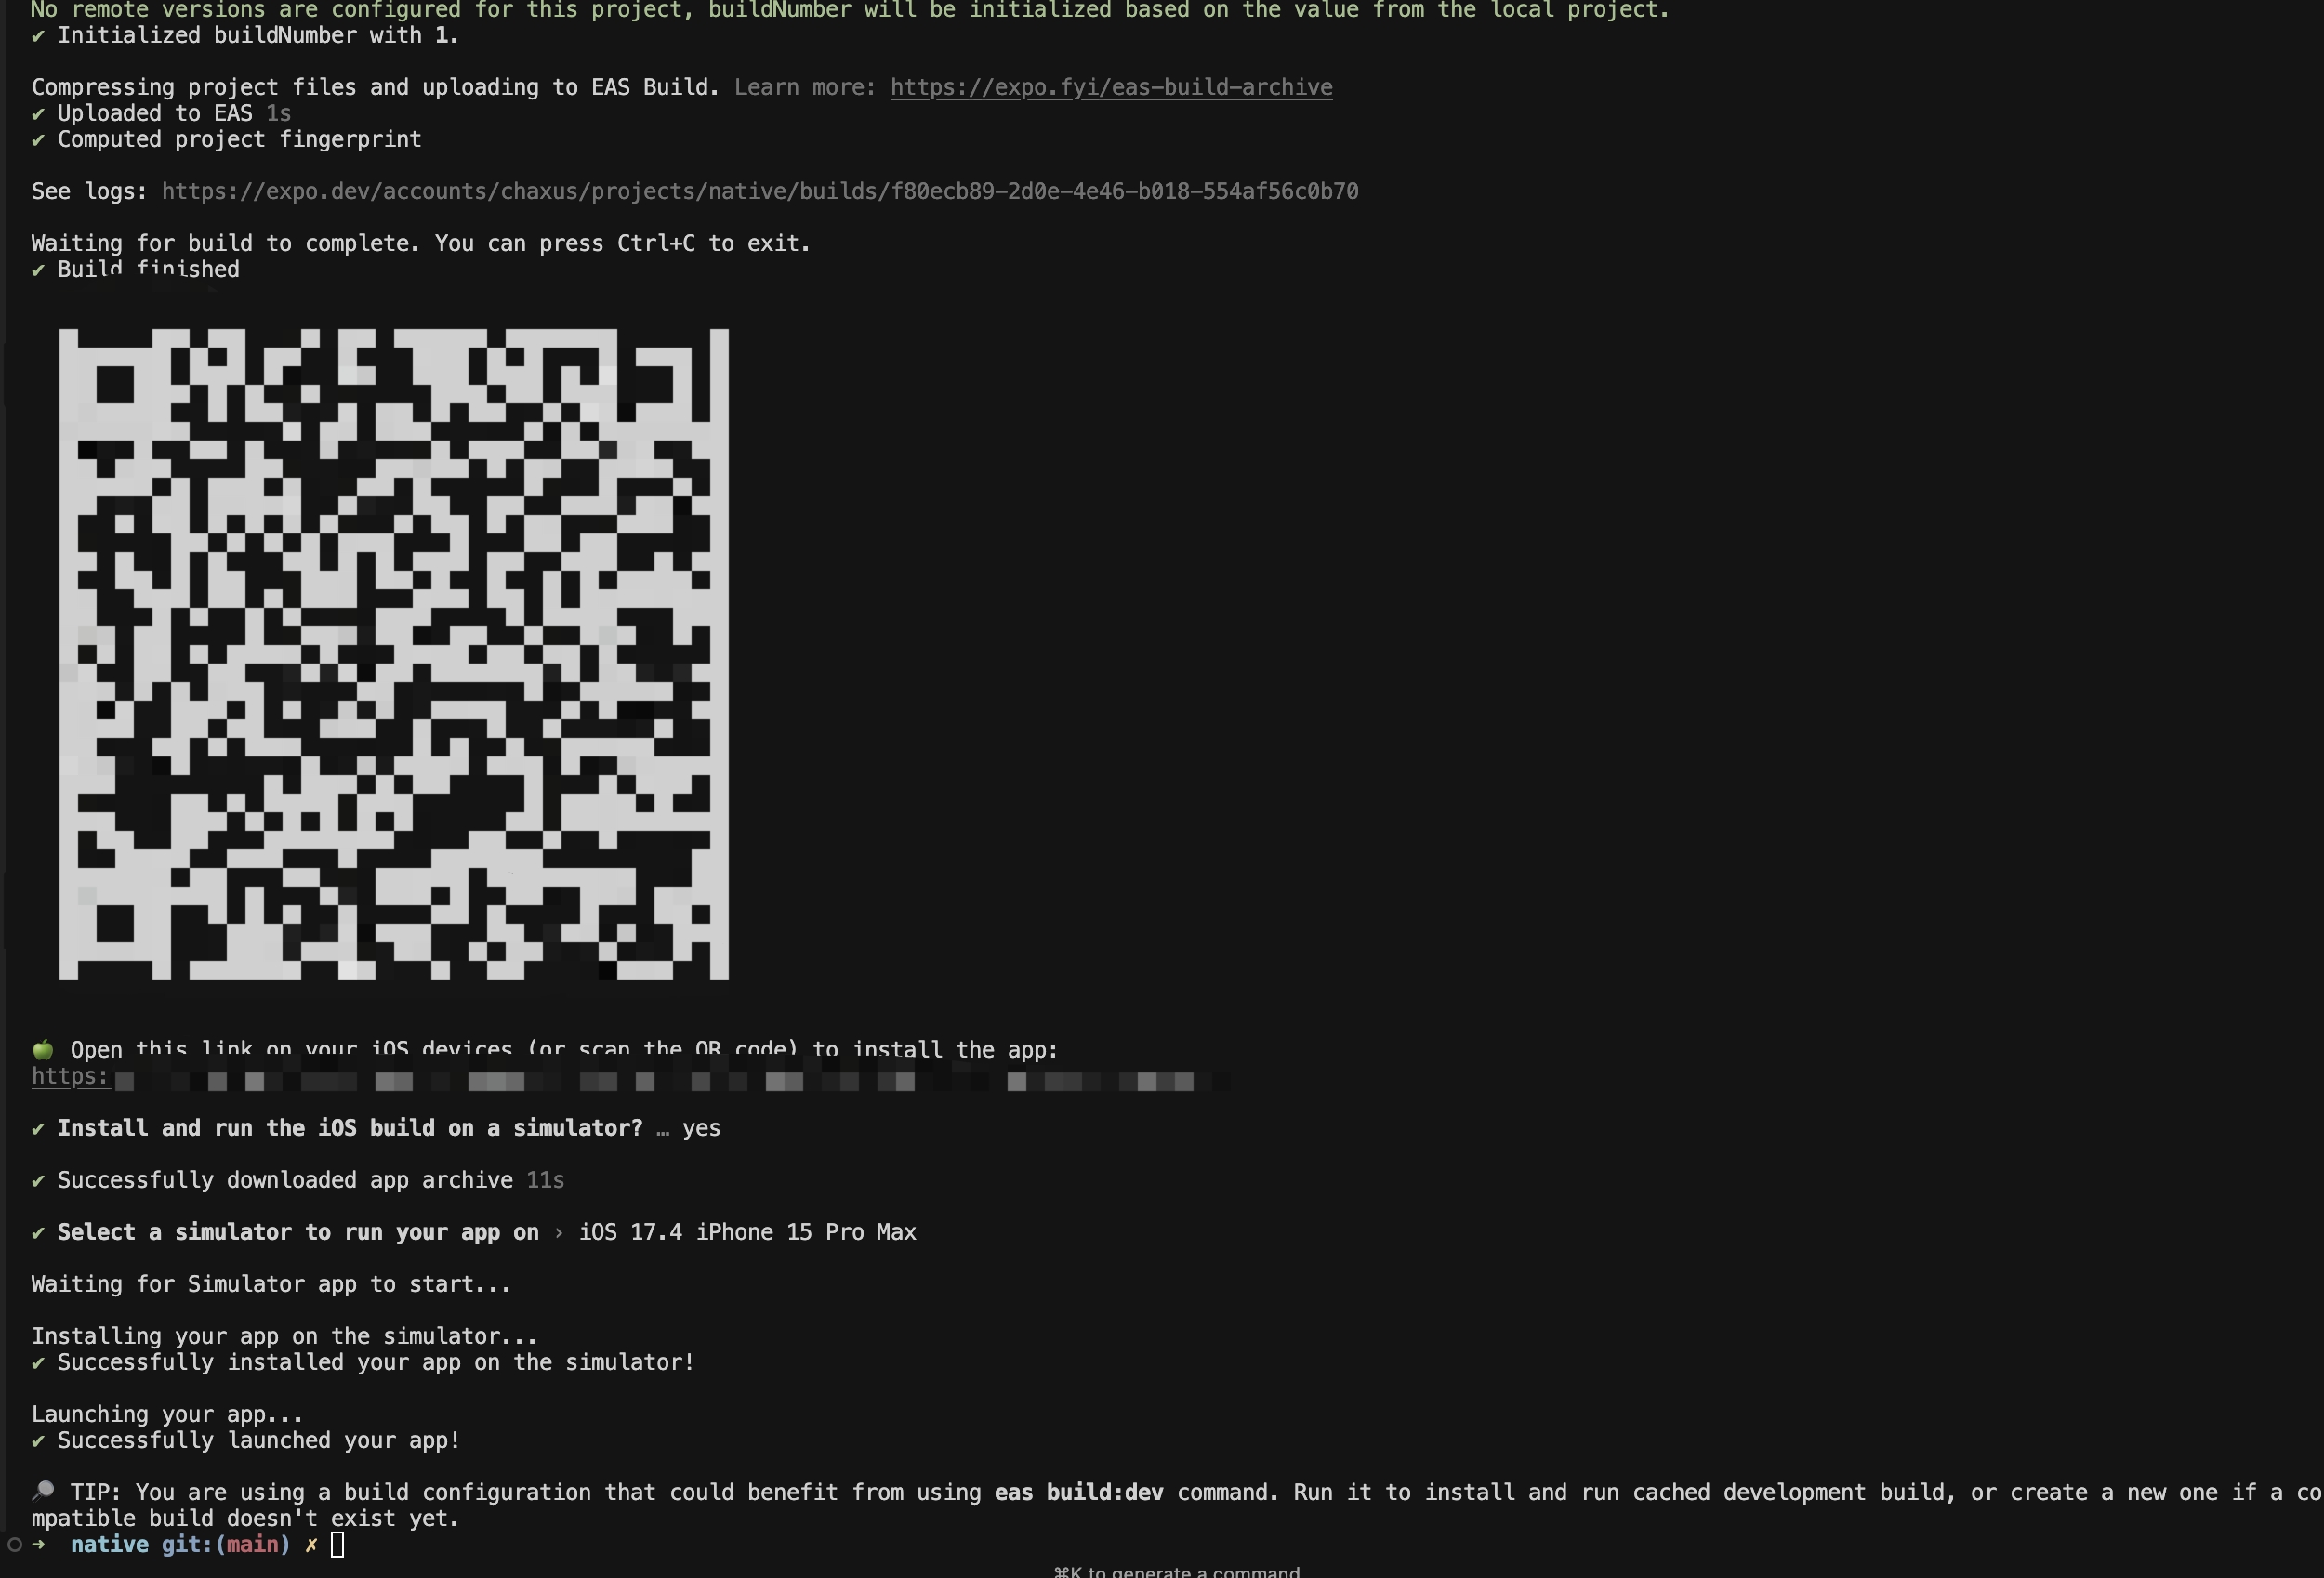 No remote versions are configured for this project, buildNumber will be initialized based on the value from the local project.
✔ Initialized buildNumber with 1.
Compressing project files and uploading to EAS Build. Learn more: https://expo.fyi/eas-build-archive
✔ Uploaded to EAS 1s
✔ Computed project fingerprint
See logs: https://expo.dev/accounts/chaxus/projects/native/builds/f80ecb89-2d0e-4e46-b018-554af56c0b70
Waiting for build to complete. You can press Ctrl+C to exit.
✔ Build finished
🍏 Open this link on your iOS devices (or scan the QR code) to install the app:
https:
✔ Install and run the iOS build on a simulator? … yes
✔ Successfully downloaded app archive 11s
✔ Select a simulator to run your app on › iOS 17.4 iPhone 15 Pro Max
Waiting for Simulator app to start...
Installing your app on the simulator...
✔ Successfully installed your app on the simulator!
Launching your app...
✔ Successfully launched your app!
🔎 TIP: You are using a build configuration that could benefit from using eas build:dev command. Run it to install and run cached development build, or create a new one if a co
mpatible build doesn't exist yet.
➜ native git:(main) ✗
⌘K to generate a command